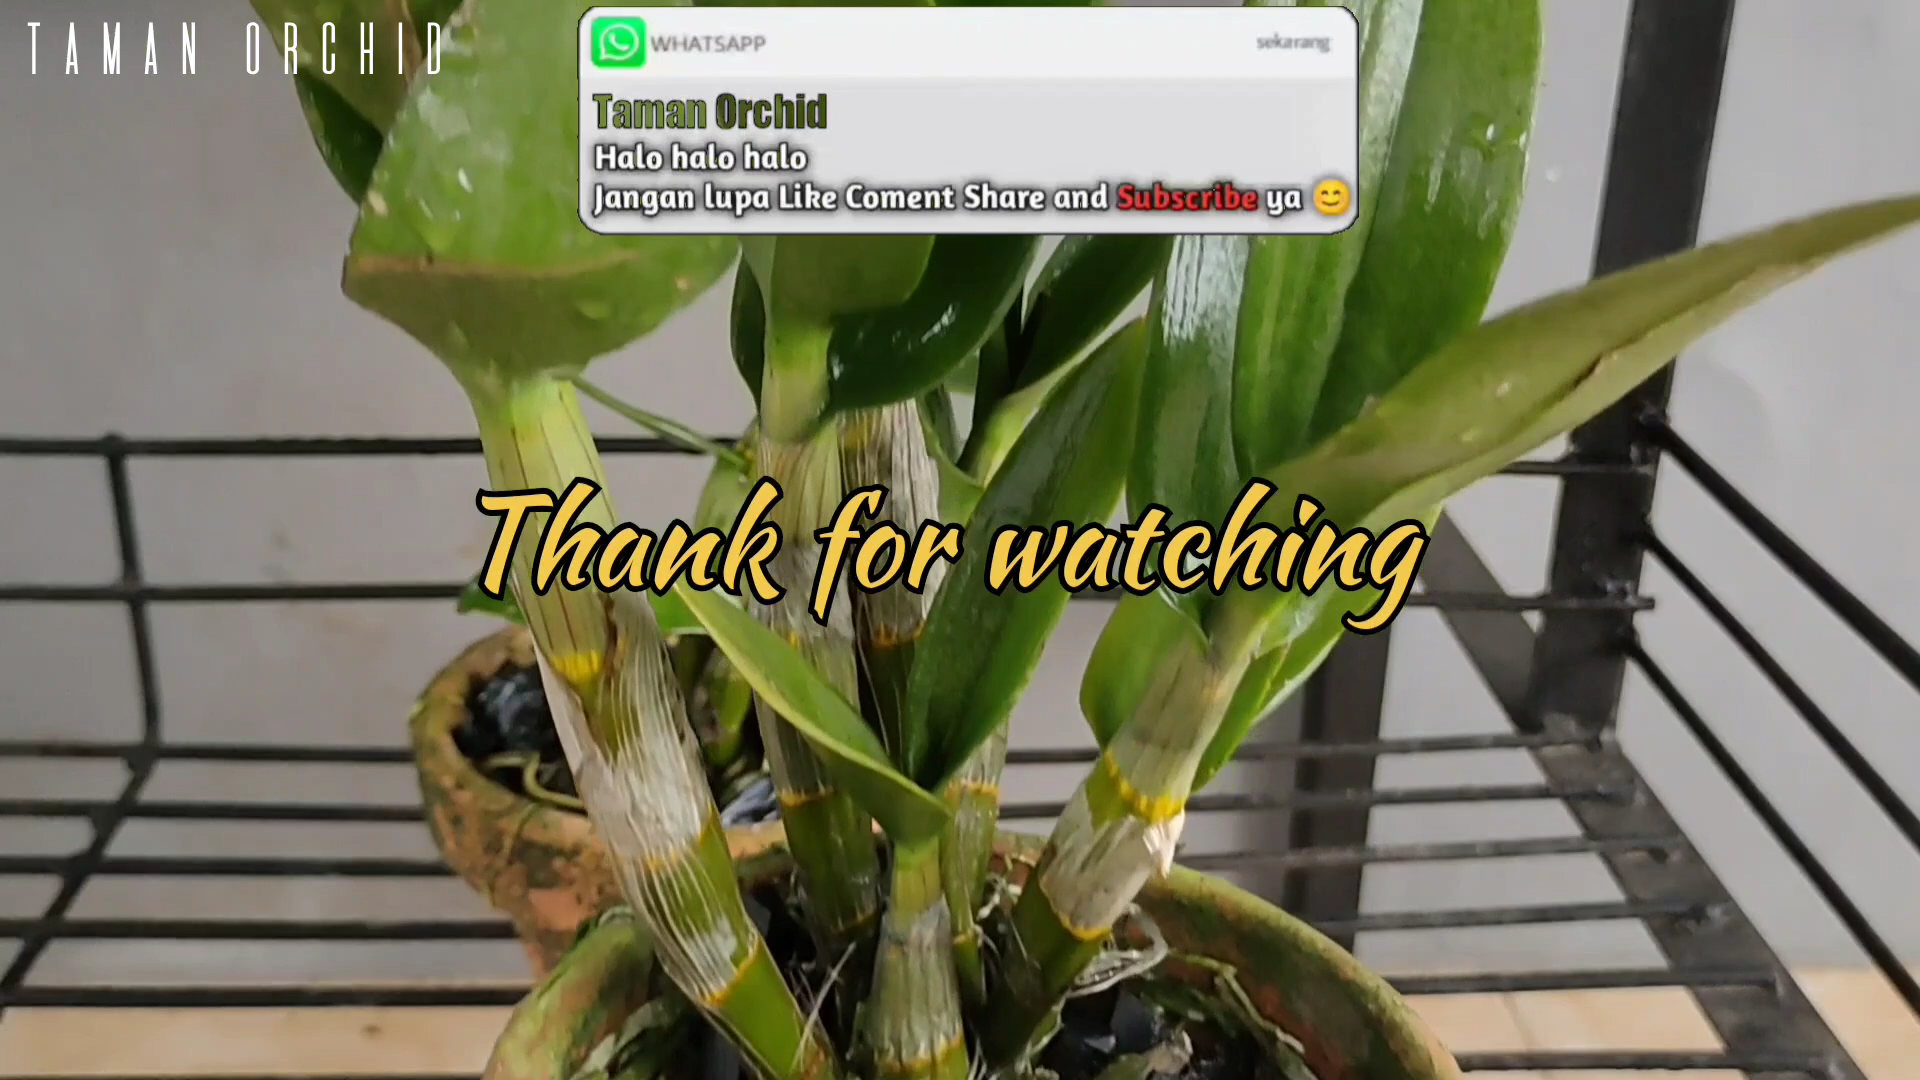 TAMAN ORCHID
WHATSAPP
sekarang
Taman Orchid
Halo halo halo
Jangan lupa Like Coment Share and Subscribe ya 😊
Thank for watching